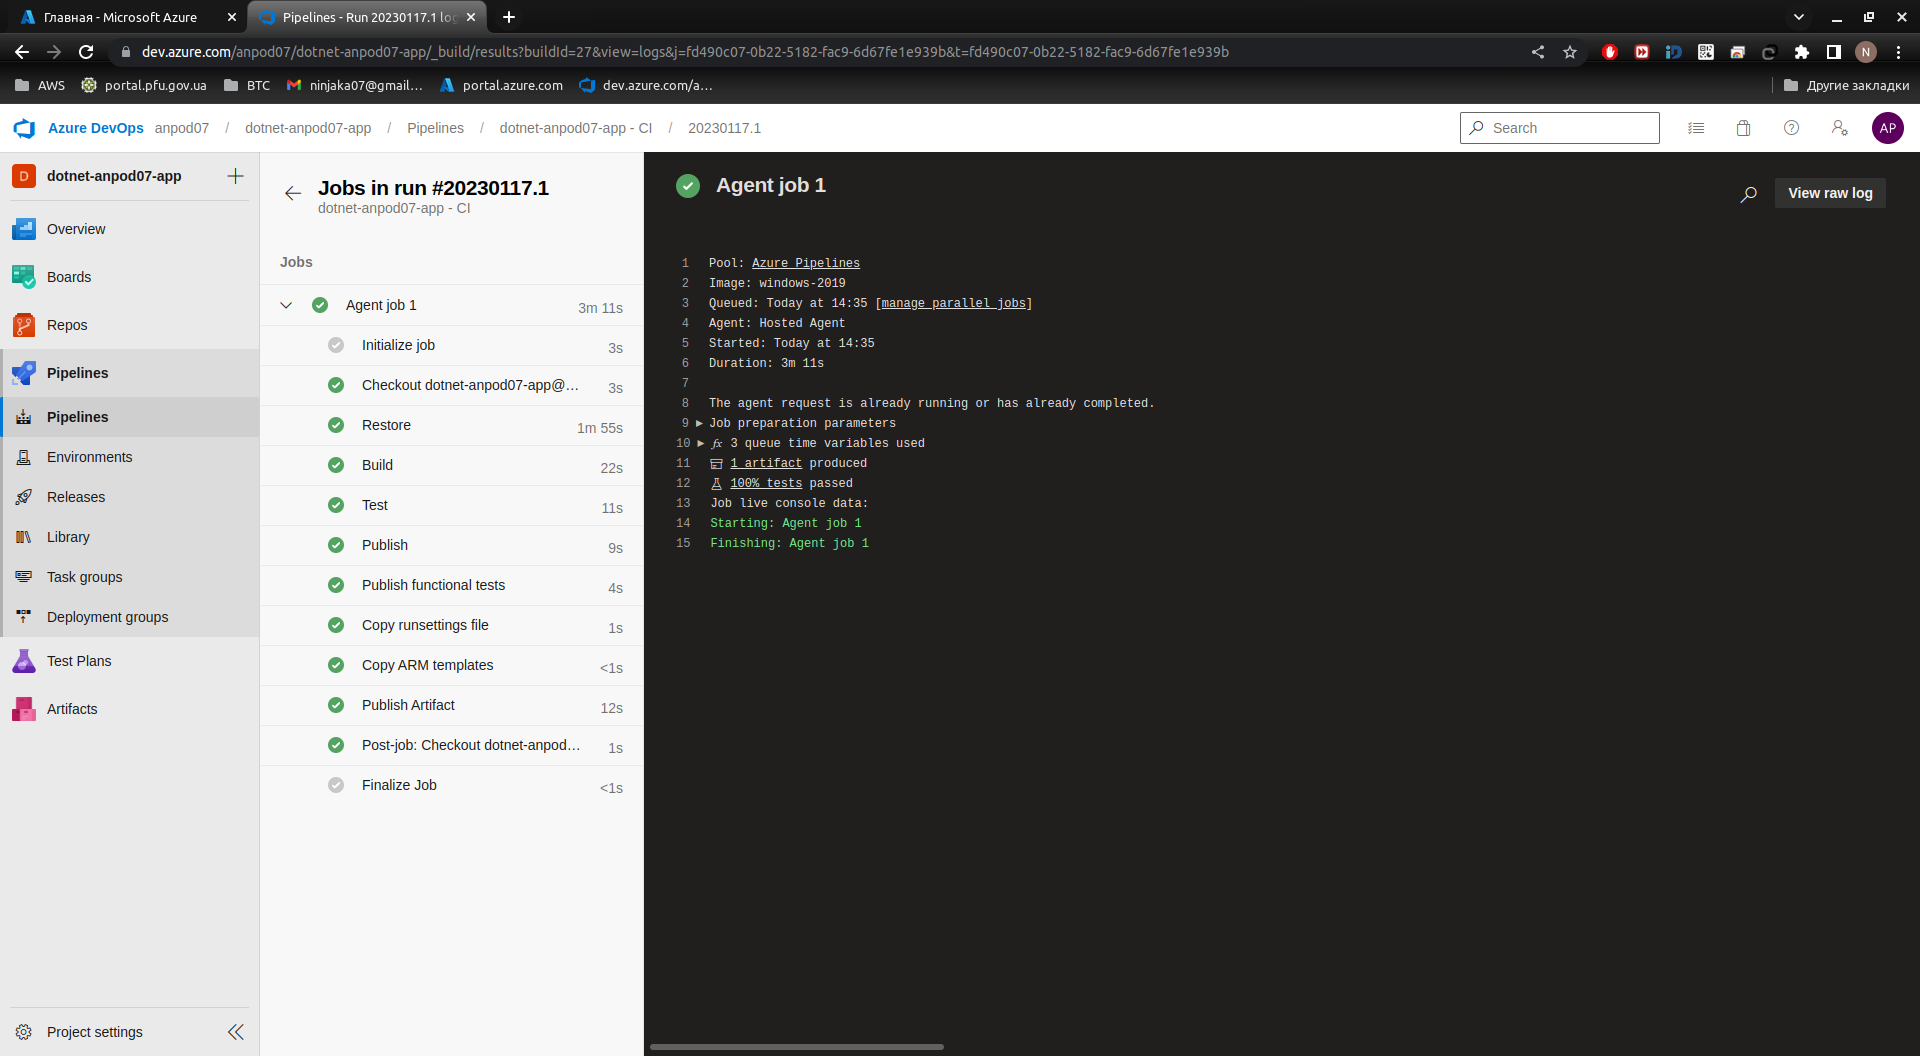 Главная - Microsoft Azure
Pipelines - Run 20230117.1 log
dev.azure.com/anpod07/dotnet-anpod07-app/_build/results?buildId=27&view=logs&j=fd490c07-0b22-5182-fac9-6d67fe1e939b&t=fd490c07-0b22-5182-fac9-6d67fe1e939b
N
AWS
portal.pfu.gov.ua
BTC
ninjaka07@gmail...
portal.azure.com
dev.azure.com/a...
Другие закладки
Azure DevOps anpod07 / dotnet-anpod07-app / Pipelines / dotnet-anpod07-app - CI / 20230117.1
Search
AP
D dotnet-anpod07-app
Overview
Boards
Repos
Pipelines
Pipelines
Environments
Releases
Library
Task groups
Deployment groups
Test Plans
Artifacts
Project settings
Jobs in run #20230117.1
dotnet-anpod07-app - CI
Jobs
Agent job 1 3m 11s
Initialize job 3s
Checkout dotnet-anpod07-app@... 3s
Restore 1m 55s
Build 22s
Test 11s
Publish 9s
Publish functional tests 4s
Copy runsettings file 1s
Copy ARM templates <1s
Publish Artifact 12s
Post-job: Checkout dotnet-anpod... 1s
Finalize Job <1s
Agent job 1
View raw log
1 Pool: Azure Pipelines
2 Image: windows-2019
3 Queued: Today at 14:35 [manage parallel jobs]
4 Agent: Hosted Agent
5 Started: Today at 14:35
6 Duration: 3m 11s
7
8 The agent request is already running or has already completed.
9 Job preparation parameters
10 fx 3 queue time variables used
11 1 artifact produced
12 100% tests passed
13 Job live console data:
14 Starting: Agent job 1
15 Finishing: Agent job 1